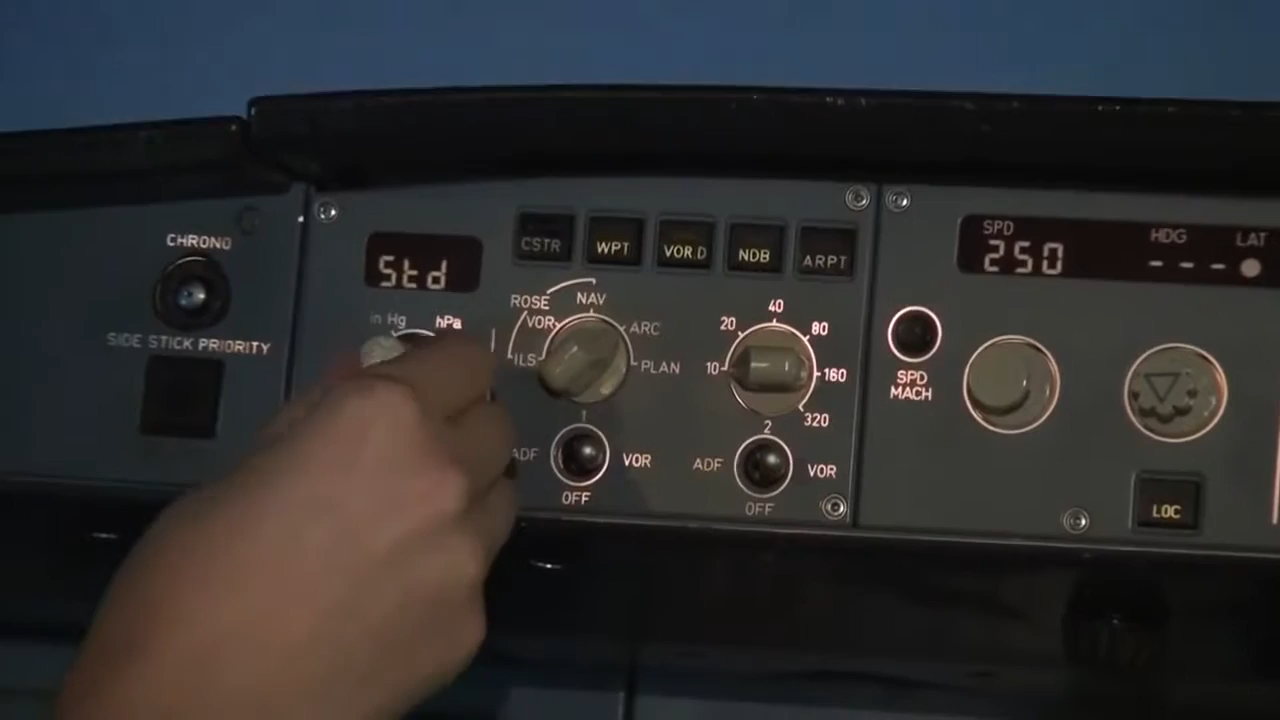 CHRONO
SIDE STICK PRIORITY
Std
in Hg
hPa
CSTR
WPT
VOR.D
NDB
ARPT
ROSE
NAV
VOR
ARC
ILS
PLAN
10
20
40
80
160
320
1
ADF
VOR
OFF
2
ADF
VOR
OFF
SPD
250
HDG
LAT
---
SPD
MACH
LOC